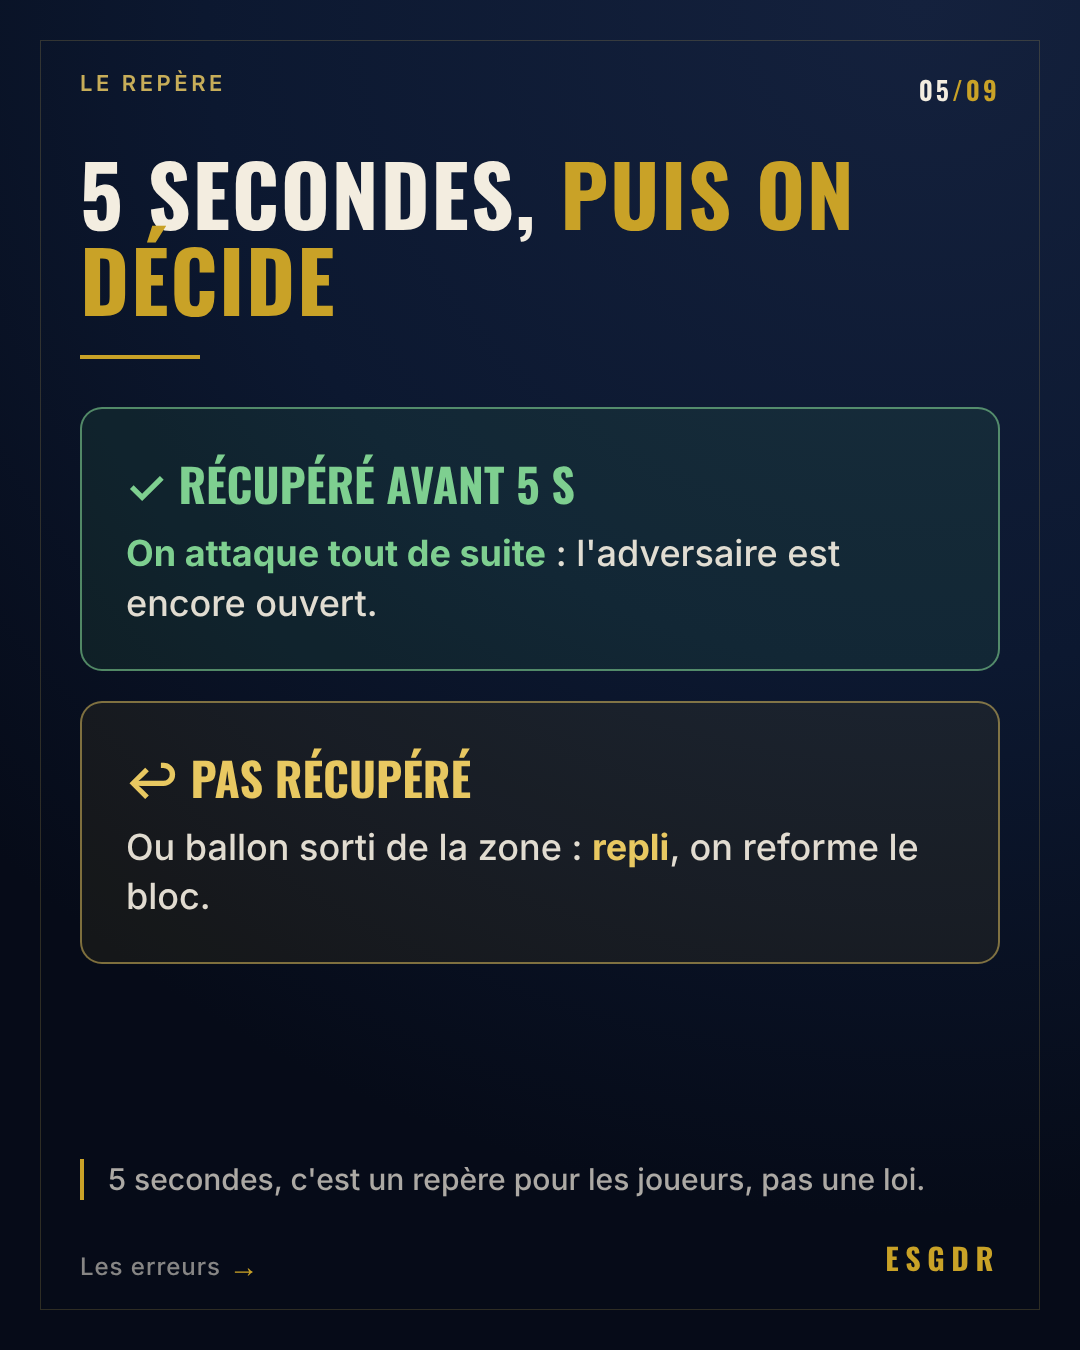 LE REPÈRE
05/09
5 SECONDES, PUIS ON
DÉCIDE
✓ RÉCUPÉRÉ AVANT 5 S
On attaque tout de suite : l'adversaire est
encore ouvert.
↩ PAS RÉCUPÉRÉ
Ou ballon sorti de la zone : repli, on reforme le
bloc.
5 secondes, c'est un repère pour les joueurs, pas une loi.
Les erreurs →
ESGDR